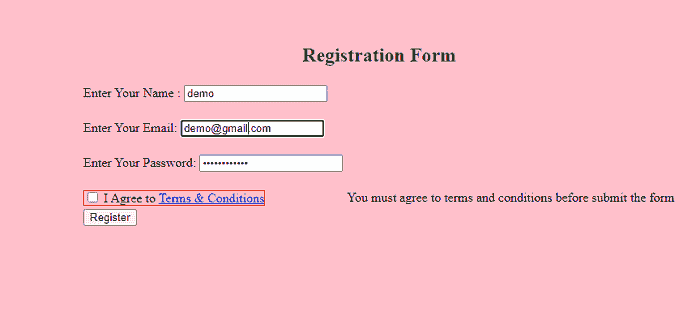 Registration Form
Enter Your Name : demo
Enter Your Email: demo@gmail.com
Enter Your Password: ••••••••••••
I Agree to Terms & Conditions You must agree to terms and conditions before submit the form
Register